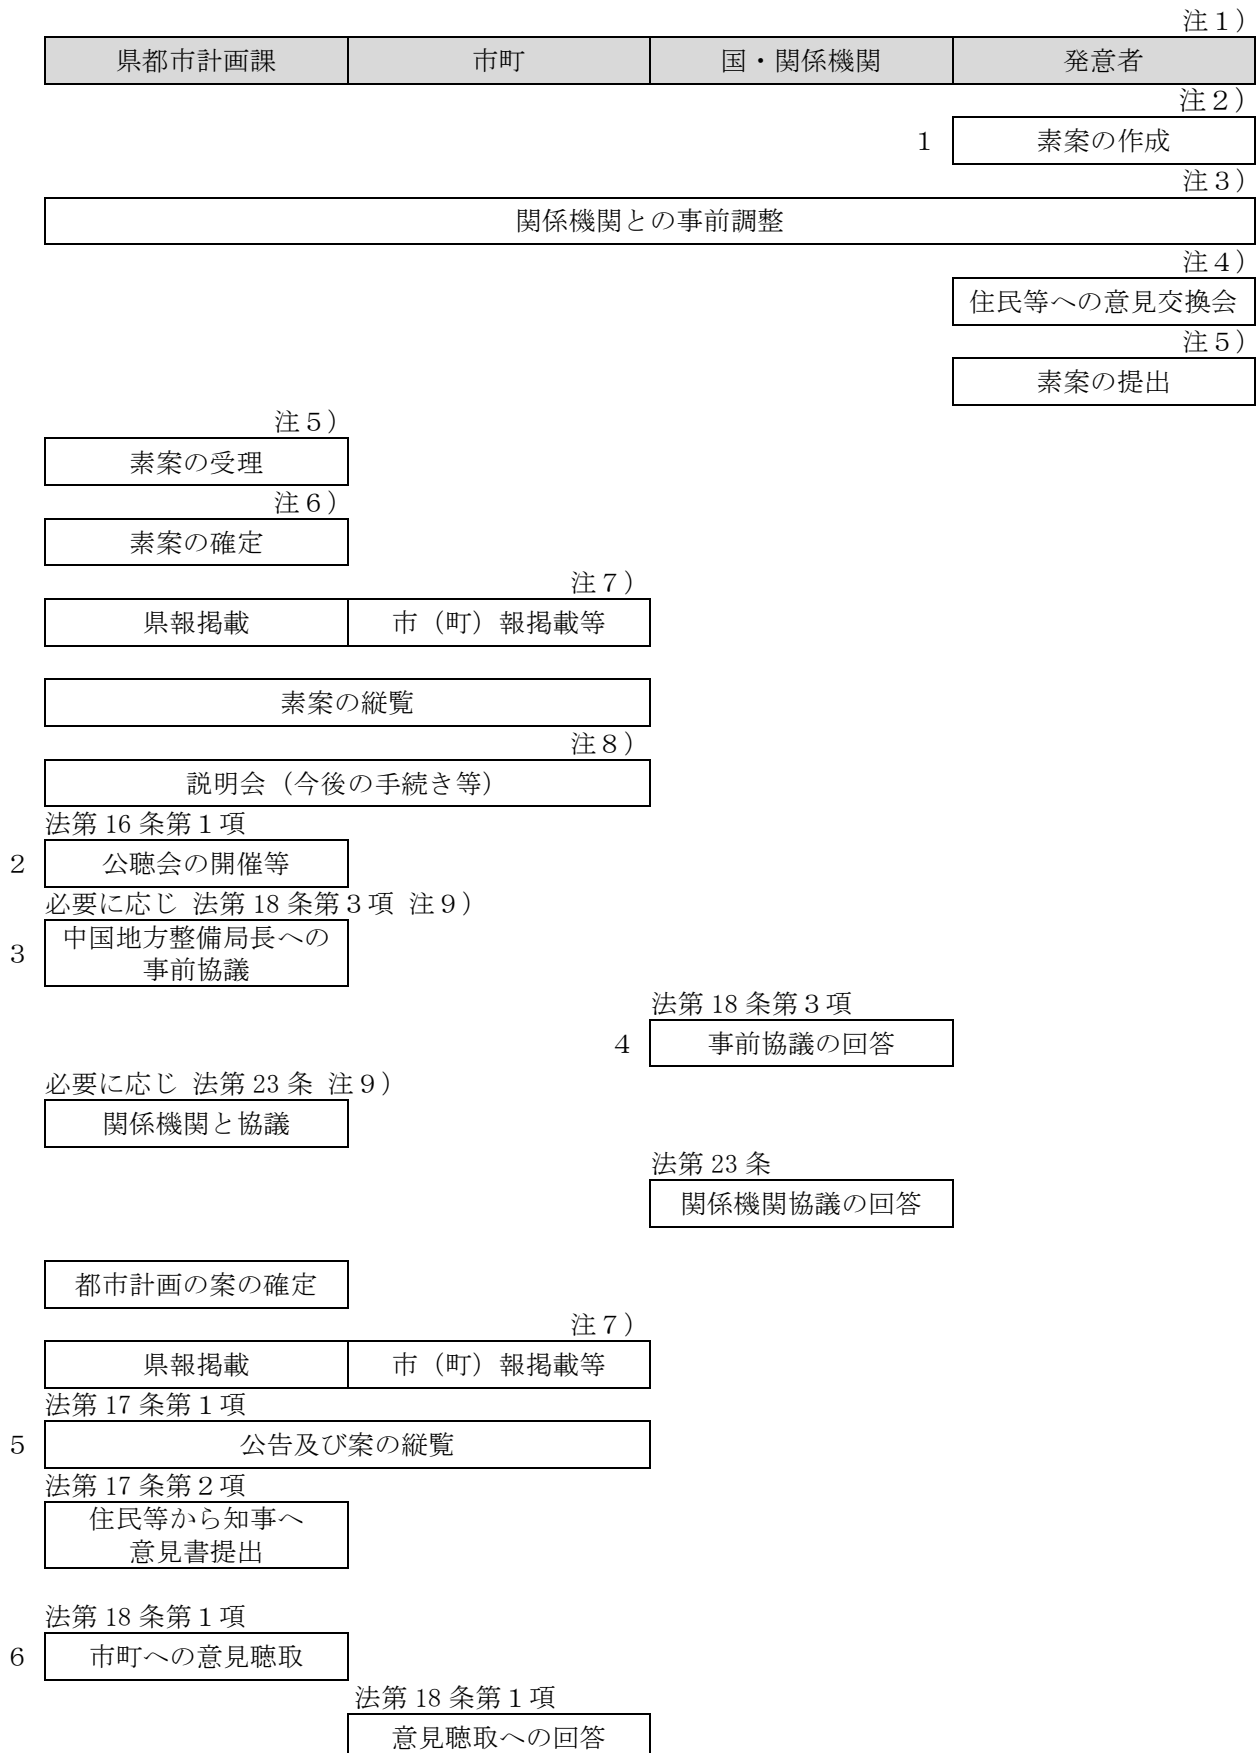 注1)
県都市計画課 市町 国・関係機関 発意者
注2)
1 素案の作成
注3)
関係機関との事前調整
注4)
住民等への意見交換会
注5)
素案の提出
注5)
素案の受理
注6)
素案の確定
注7)
県報掲載 市(町)報掲載等
素案の縦覧
注8)
説明会(今後の手続き等)
法第16条第1項
2 公聴会の開催等
必要に応じ 法第18条第3項 注9)
3 中国地方整備局長への
事前協議
法第18条第3項
4 事前協議の回答
必要に応じ 法第23条 注9)
関係機関と協議
法第23条
関係機関協議の回答
都市計画の案の確定
注7)
県報掲載 市(町)報掲載等
法第17条第1項
5 公告及び案の縦覧
法第17条第2項
住民等から知事へ
意見書提出
法第18条第1項
6 市町への意見聴取
法第18条第1項
意見聴取への回答